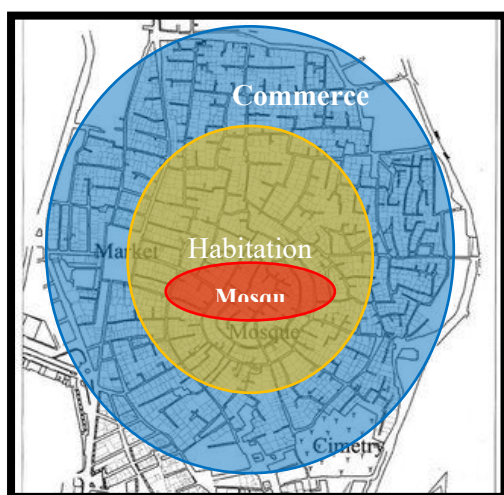 Commerce
Market
Habitation
Mosqu
Mosque
Cimetry